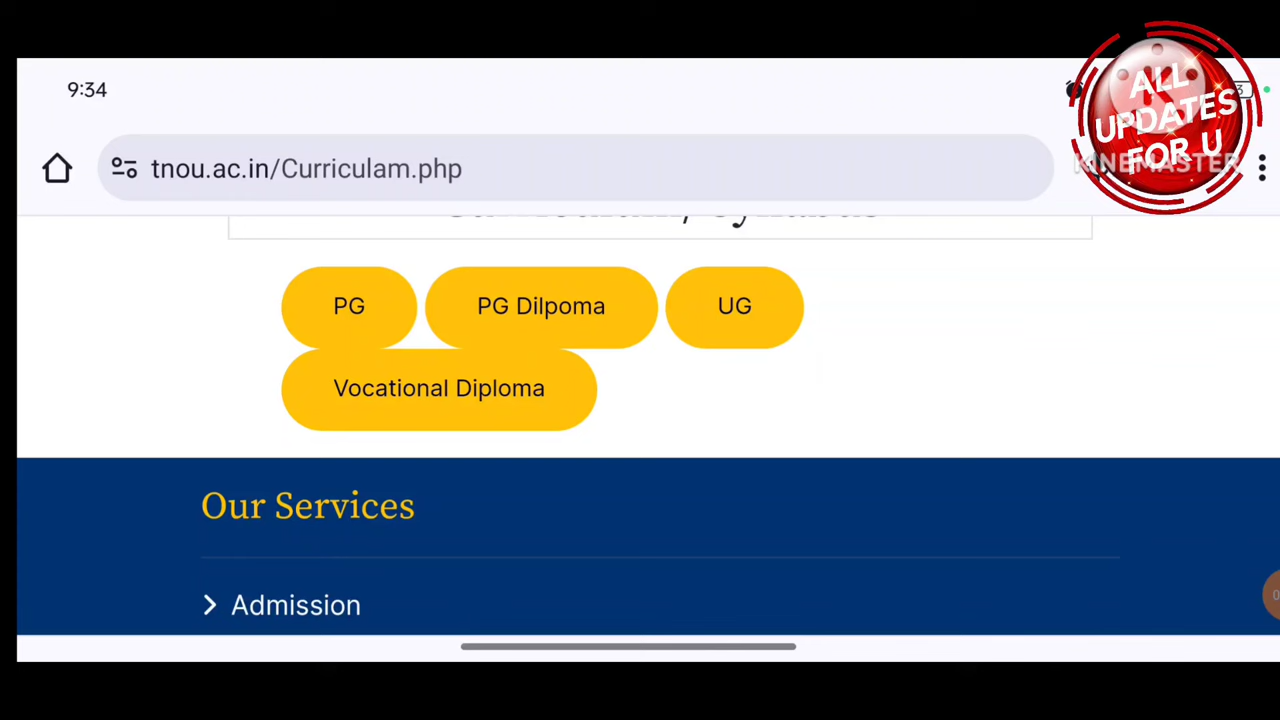 9:34
ALL
UPDATES
FOR U
KINEMASTER
tnou.ac.in/Curriculam.php
PG
PG Dilpoma
UG
Vocational Diploma
Our Services
Admission